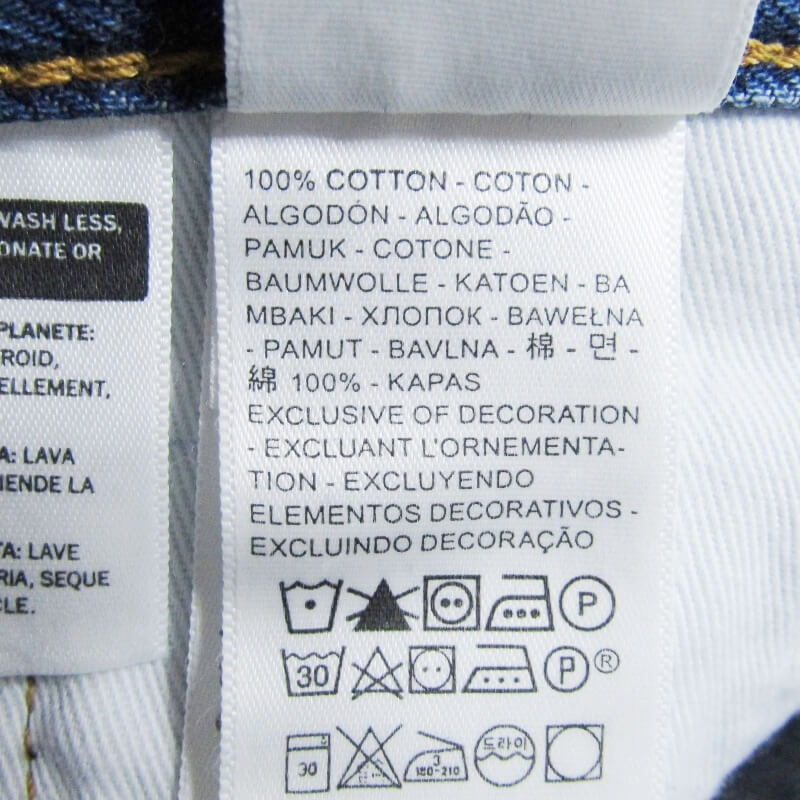 WASH LESS,
ONATE OR
PLANETE:
ROID,
ELLEMENT,
A: LAVA
IENDE LA
TA: LAVE
RIA, SEQUE
CLE.
100% COTTON - COTON -
ALGODÓN - ALGODÃO -
PAMUK - COTONE -
BAUMWOLLE - KATOEN - BA
MBAKI - ХЛОПОК - BAWEŁNA
- PAMUT - BAVLNA - 棉 - 면 -
綿 100% - KAPAS
EXCLUSIVE OF DECORATION
- EXCLUANT L'ORNEMENTA-
TION - EXCLUYENDO
ELEMENTOS DECORATIVOS -
EXCLUINDO DECORAÇÃO
P
30 P ®
30 3 180-210 드라이